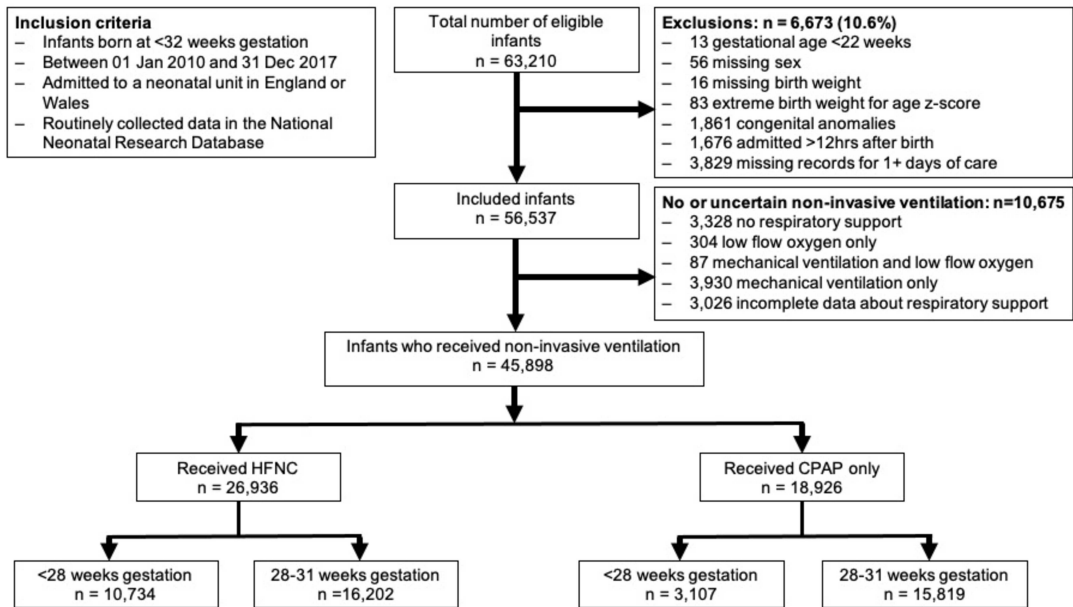 Inclusion criteria
– Infants born at <32 weeks gestation
– Between 01 Jan 2010 and 31 Dec 2017
– Admitted to a neonatal unit in England or
Wales
– Routinely collected data in the National
Neonatal Research Database
Total number of eligible
infants
n = 63,210
Exclusions: n = 6,673 (10.6%)
– 13 gestational age <22 weeks
– 56 missing sex
– 16 missing birth weight
– 83 extreme birth weight for age z-score
– 1,861 congenital anomalies
– 1,676 admitted >12hrs after birth
– 3,829 missing records for 1+ days of care
Included infants
n = 56,537
No or uncertain non-invasive ventilation: n=10,675
– 3,328 no respiratory support
– 304 low flow oxygen only
– 87 mechanical ventilation and low flow oxygen
– 3,930 mechanical ventilation only
– 3,026 incomplete data about respiratory support
Infants who received non-invasive ventilation
n = 45,898
Received HFNC
n = 26,936
Received CPAP only
n = 18,926
<28 weeks gestation
n = 10,734
28-31 weeks gestation
n =16,202
<28 weeks gestation
n = 3,107
28-31 weeks gestation
n = 15,819